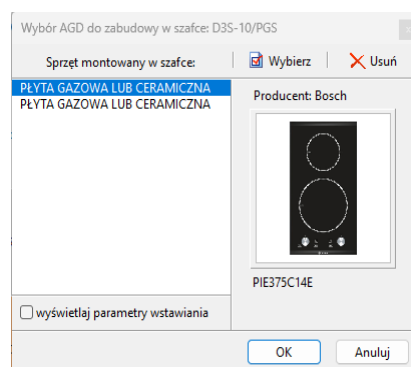 Wybór AGD do zabudowy w szafce: D3S-10/PGS
Sprzęt montowany w szafce:
Wybierz
Usuń
PŁYTA GAZOWA LUB CERAMICZNA
PŁYTA GAZOWA LUB CERAMICZNA
Producent: Bosch
PIE375C14E
wyświetlaj parametry wstawiania
OK
Anuluj